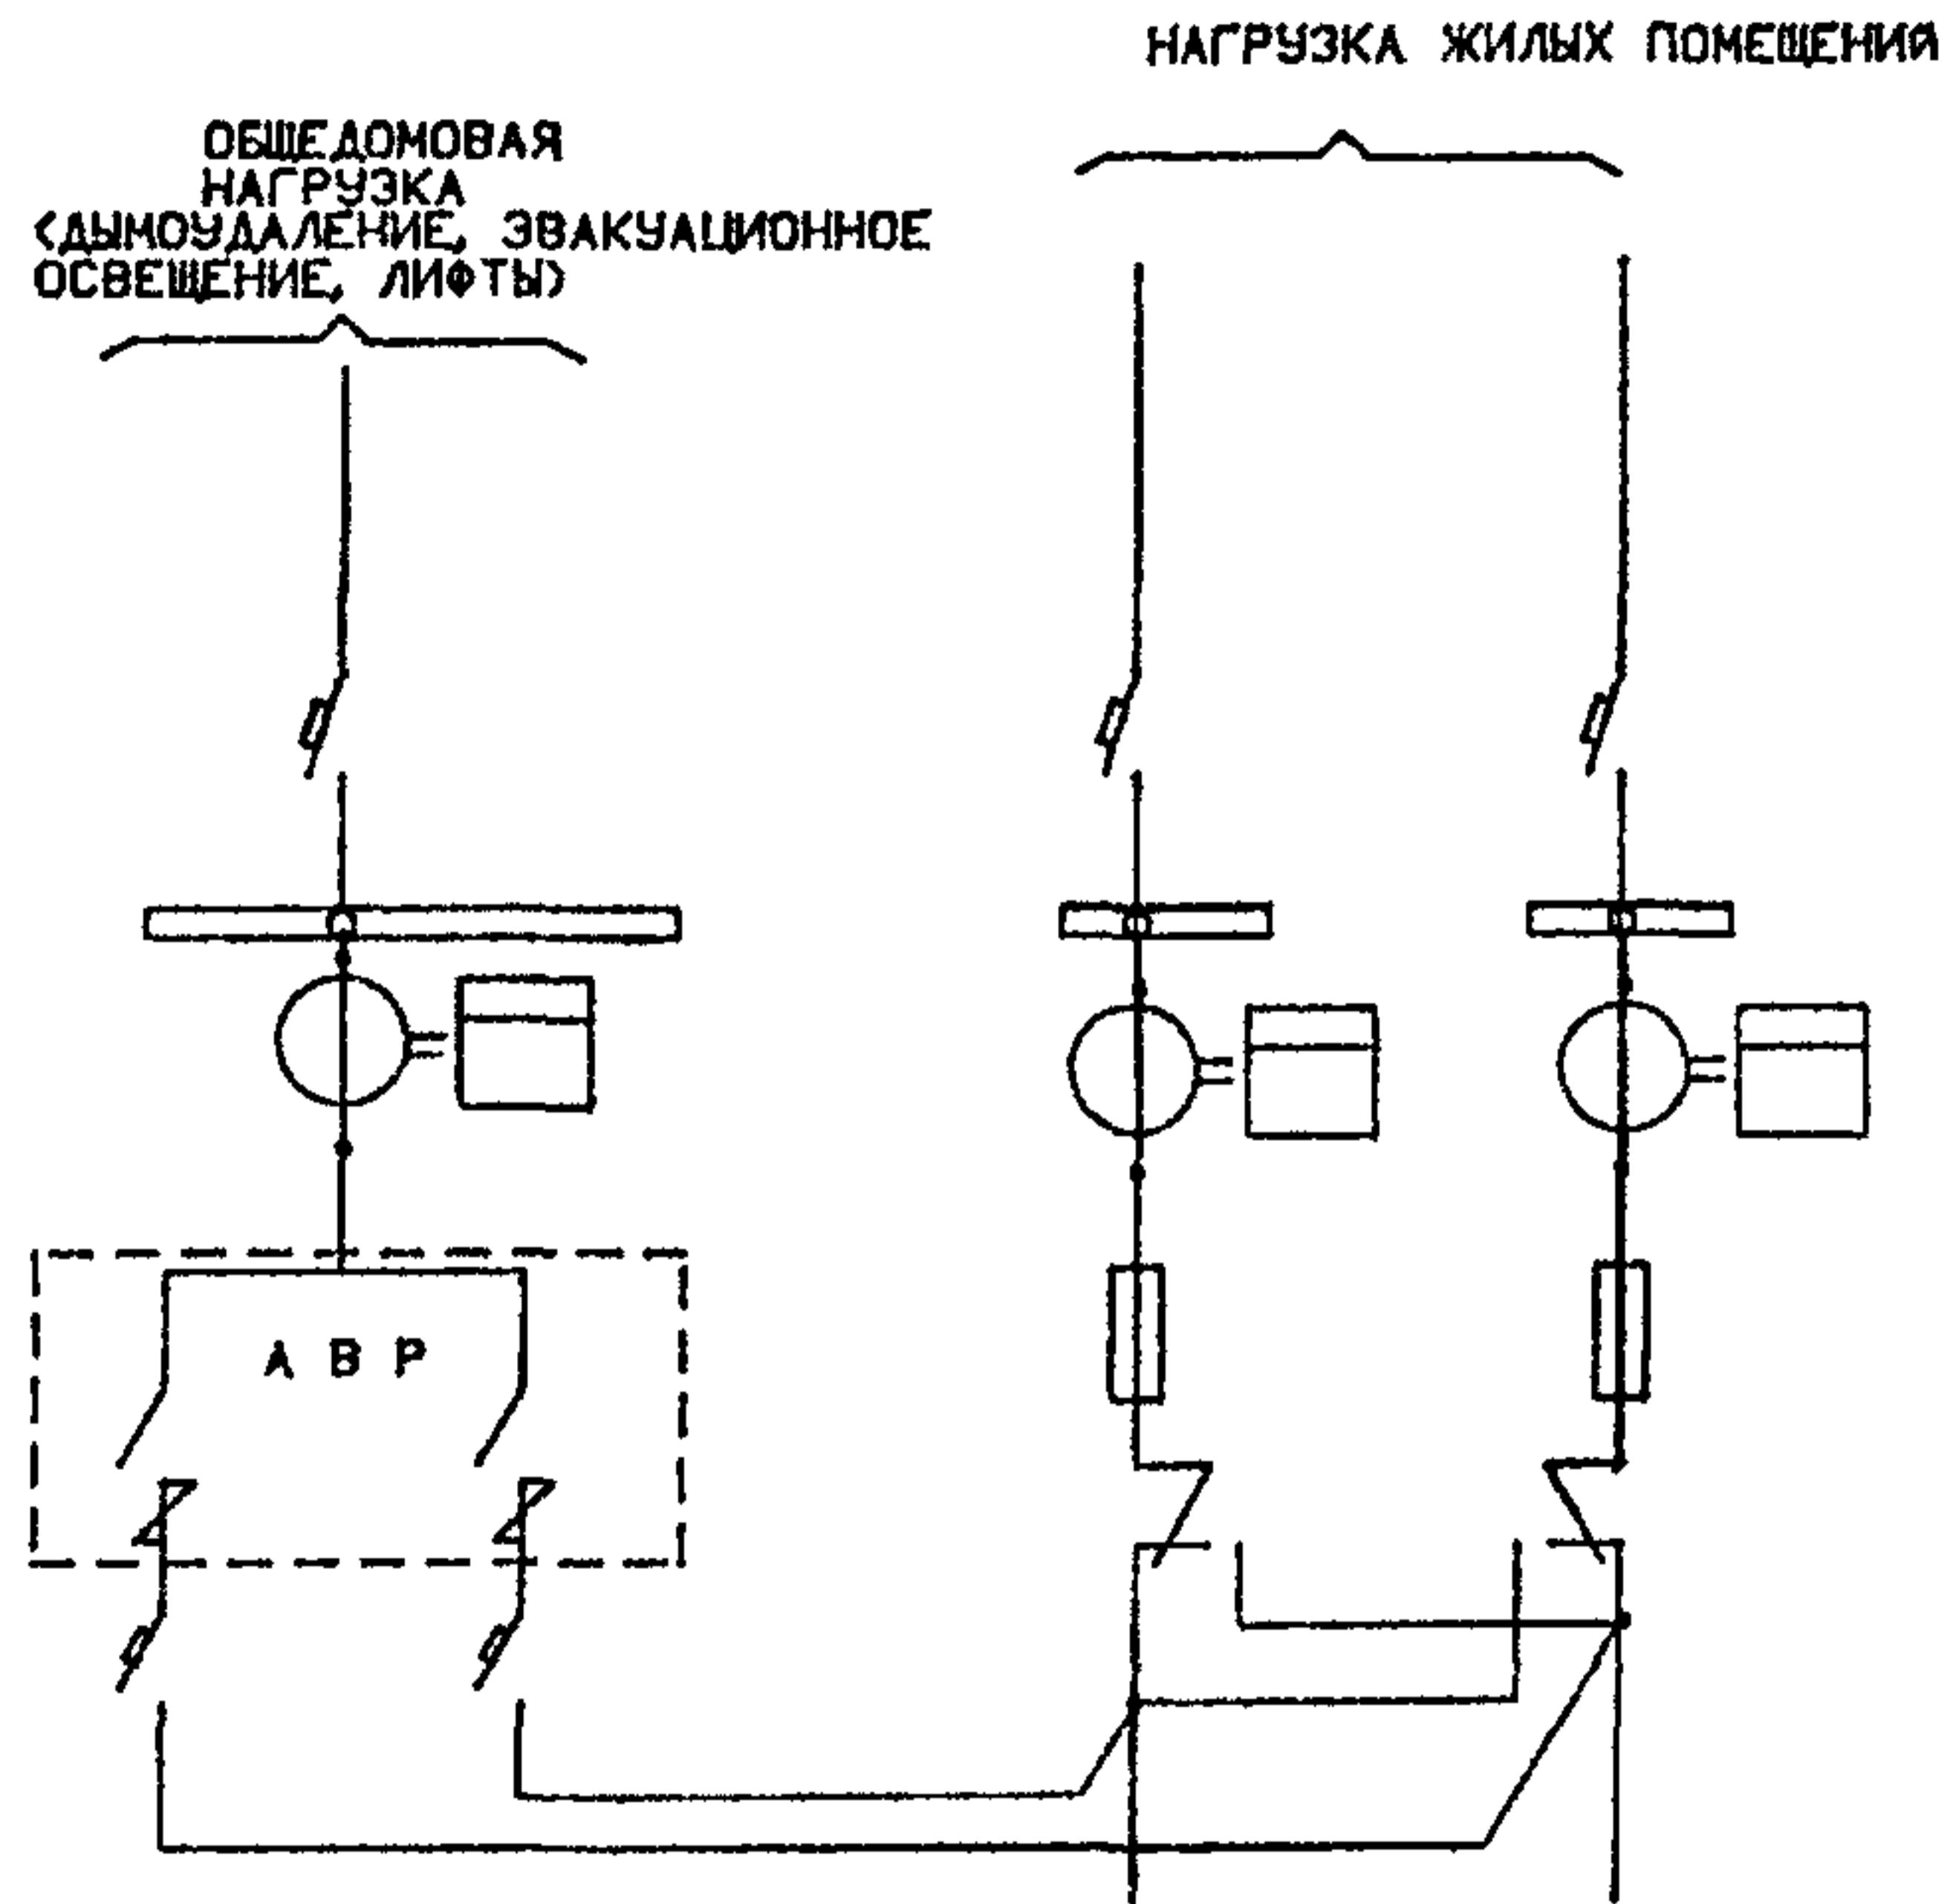 НАГРУЗКА ЖИЛЫХ ПОМЕЩЕНИЙ
ОБЩЕДОМОВАЯ
НАГРУЗКА
<ДЫМОУДАЛЕНИЕ, ЭВАКУАЦИОННОЕ
ОСВЕЩЕНИЕ, ЛИФТЫ>
А В Р